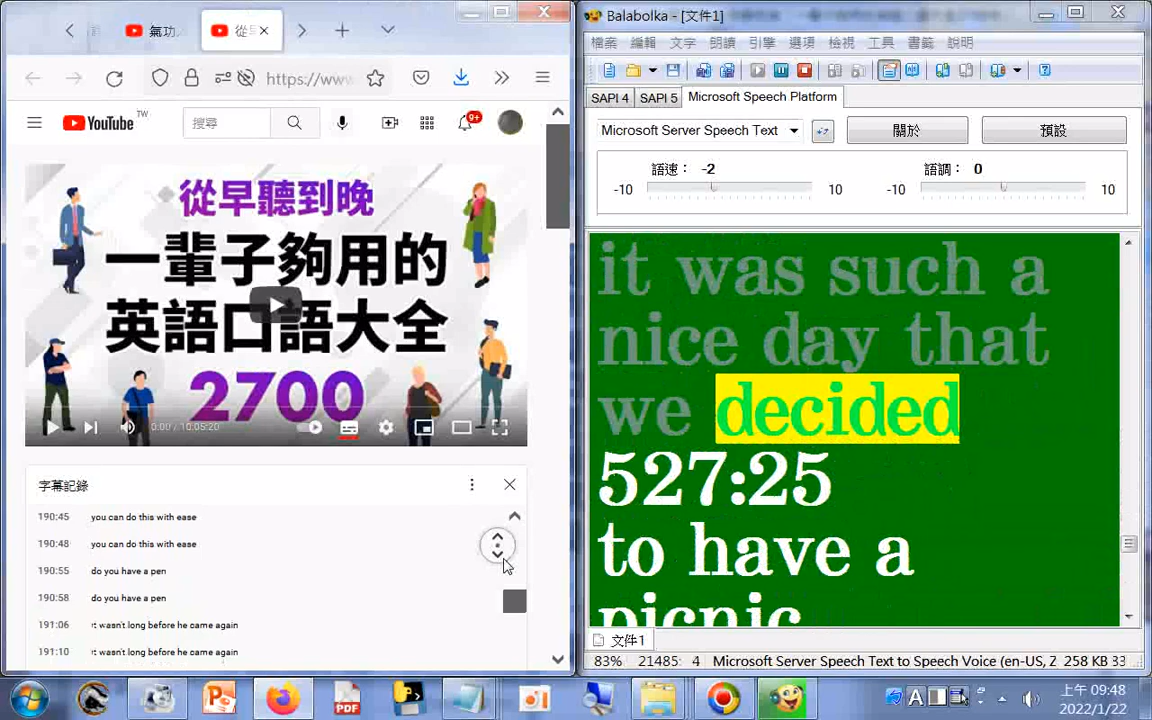 氣功.
從
https://www
YouTube TW
搜尋
9+
從早聽到晚
一輩子夠用的
英語口語大全
2700
0:00 / 10:05:20
字幕記錄
190:45 you can do this with ease
190:48 you can do this with ease
190:55 do you have a pen
190:58 do you have a pen
191:06 it wasn't long before he came again
191:10 it wasn't long before he came again
Balabolka - [文件1]
檔案 編輯 文字 朗讀 引擎 選項 檢視 工具 書籤 說明
SAPI 4 SAPI 5 Microsoft Speech Platform
Microsoft Server Speech Text 關於 預設
語速： -2 語調： 0
-10 10 -10 10
it was such a
nice day that
we decided
527:25
to have a
picnic
文件1
83% 21485: 4 Microsoft Server Speech Text to Speech Voice (en-US, Z 258 KB 33
PDF
上午 09:48
2022/1/22